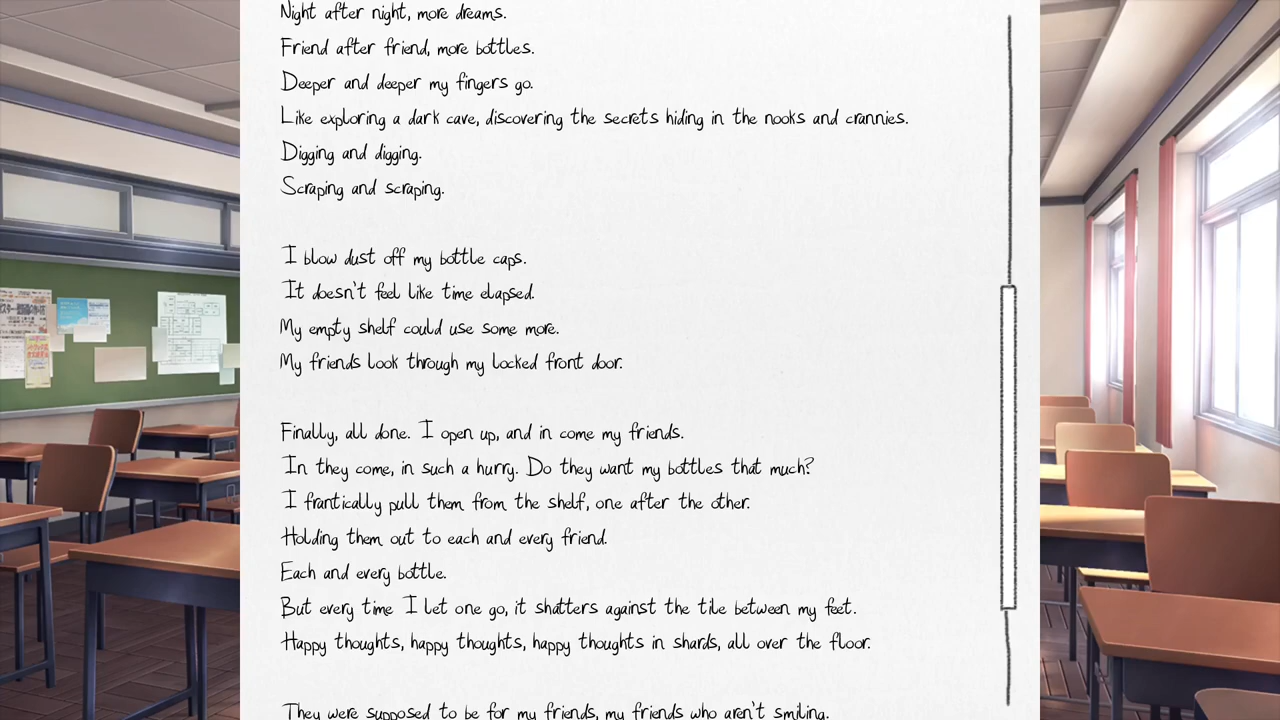 Night after night, more dreams.
Friend after friend, more bottles.
Deeper and deeper my fingers go.
Like exploring a dark cave, discovering the secrets hiding in the nooks and crannies.
Digging and digging.
Scraping and scraping.
I blow dust off my bottle caps.
It doesn't feel like time elapsed.
My empty shelf could use some more.
My friends look through my locked front door.
Finally, all done. I open up, and in come my friends.
In they come, in such a hurry. Do they want my bottles that much?
I frantically pull them from the shelf, one after the other.
Holding them out to each and every friend.
Each and every bottle.
But every time I let one go, it shatters against the tile between my feet.
Happy thoughts, happy thoughts, happy thoughts in shards, all over the floor.
They were supposed to be for my friends, my friends who aren't smiling.